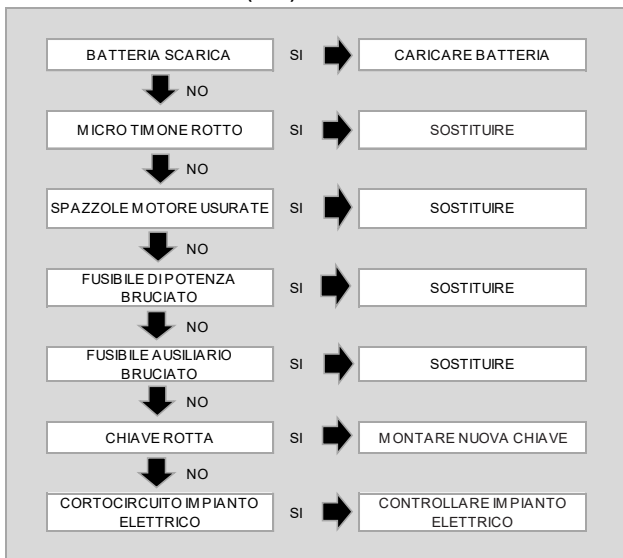 BATTERIA SCARICA SI CARICARE BATTERIA
NO
MICRO TIMONE ROTTO SI SOSTITUIRE
NO
SPAZZOLE MOTORE USURATE SI SOSTITUIRE
NO
FUSIBILE DI POTENZA
BRUCIATO
SI SOSTITUIRE
NO
FUSIBILE AUSILIARIO
BRUCIATO
SI SOSTITUIRE
NO
CHIAVE ROTTA SI MONTARE NUOVA CHIAVE
NO
CORTOCIRCUITO IMPIANTO
ELETTRICO
SI
CONTROLLARE IMPIANTO
ELETTRICO